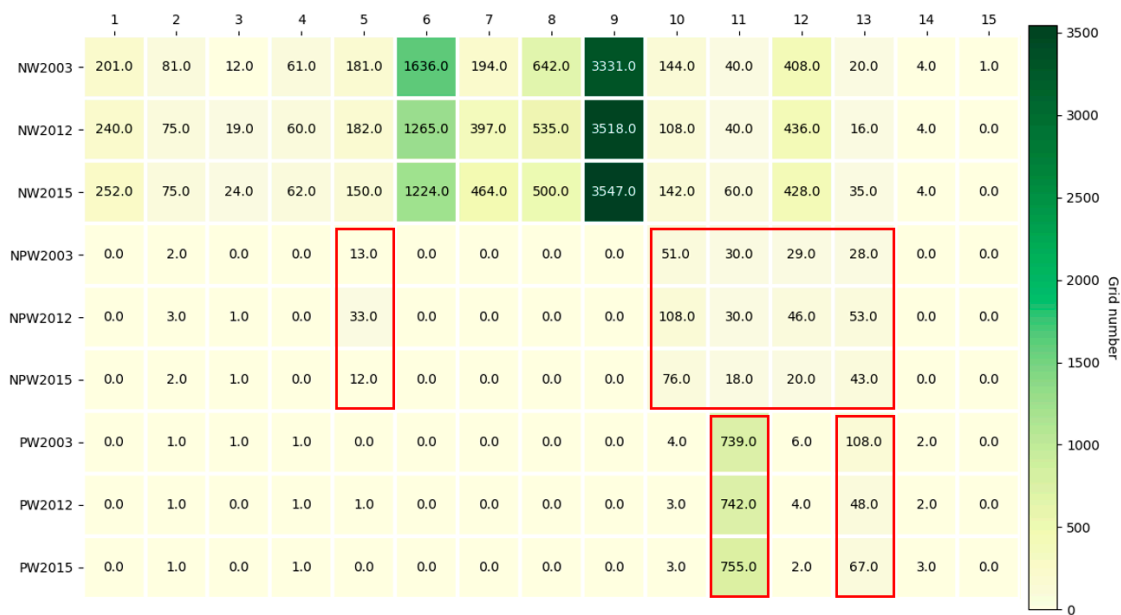 1 2 3 4 5 6 7 8 9 10 11 12 13 14 15
NW2003 201.0 81.0 12.0 61.0 181.0 1636.0 194.0 642.0 3331.0 144.0 40.0 408.0 20.0 4.0 1.0
NW2012 240.0 75.0 19.0 60.0 182.0 1265.0 397.0 535.0 3518.0 108.0 40.0 436.0 16.0 4.0 0.0
NW2015 252.0 75.0 24.0 62.0 150.0 1224.0 464.0 500.0 3547.0 142.0 60.0 428.0 35.0 4.0 0.0
NPW2003 0.0 2.0 0.0 0.0 13.0 0.0 0.0 0.0 0.0 51.0 30.0 29.0 28.0 0.0 0.0
NPW2012 0.0 3.0 1.0 0.0 33.0 0.0 0.0 0.0 0.0 108.0 30.0 46.0 53.0 0.0 0.0
NPW2015 0.0 2.0 1.0 0.0 12.0 0.0 0.0 0.0 0.0 76.0 18.0 20.0 43.0 0.0 0.0
PW2003 0.0 1.0 1.0 1.0 0.0 0.0 0.0 0.0 0.0 4.0 739.0 6.0 108.0 2.0 0.0
PW2012 0.0 1.0 0.0 1.0 1.0 0.0 0.0 0.0 0.0 3.0 742.0 4.0 48.0 2.0 0.0
PW2015 0.0 1.0 0.0 1.0 0.0 0.0 0.0 0.0 0.0 3.0 755.0 2.0 67.0 3.0 0.0
3500
3000
2500
2000
1500
1000
500
0
Grid number